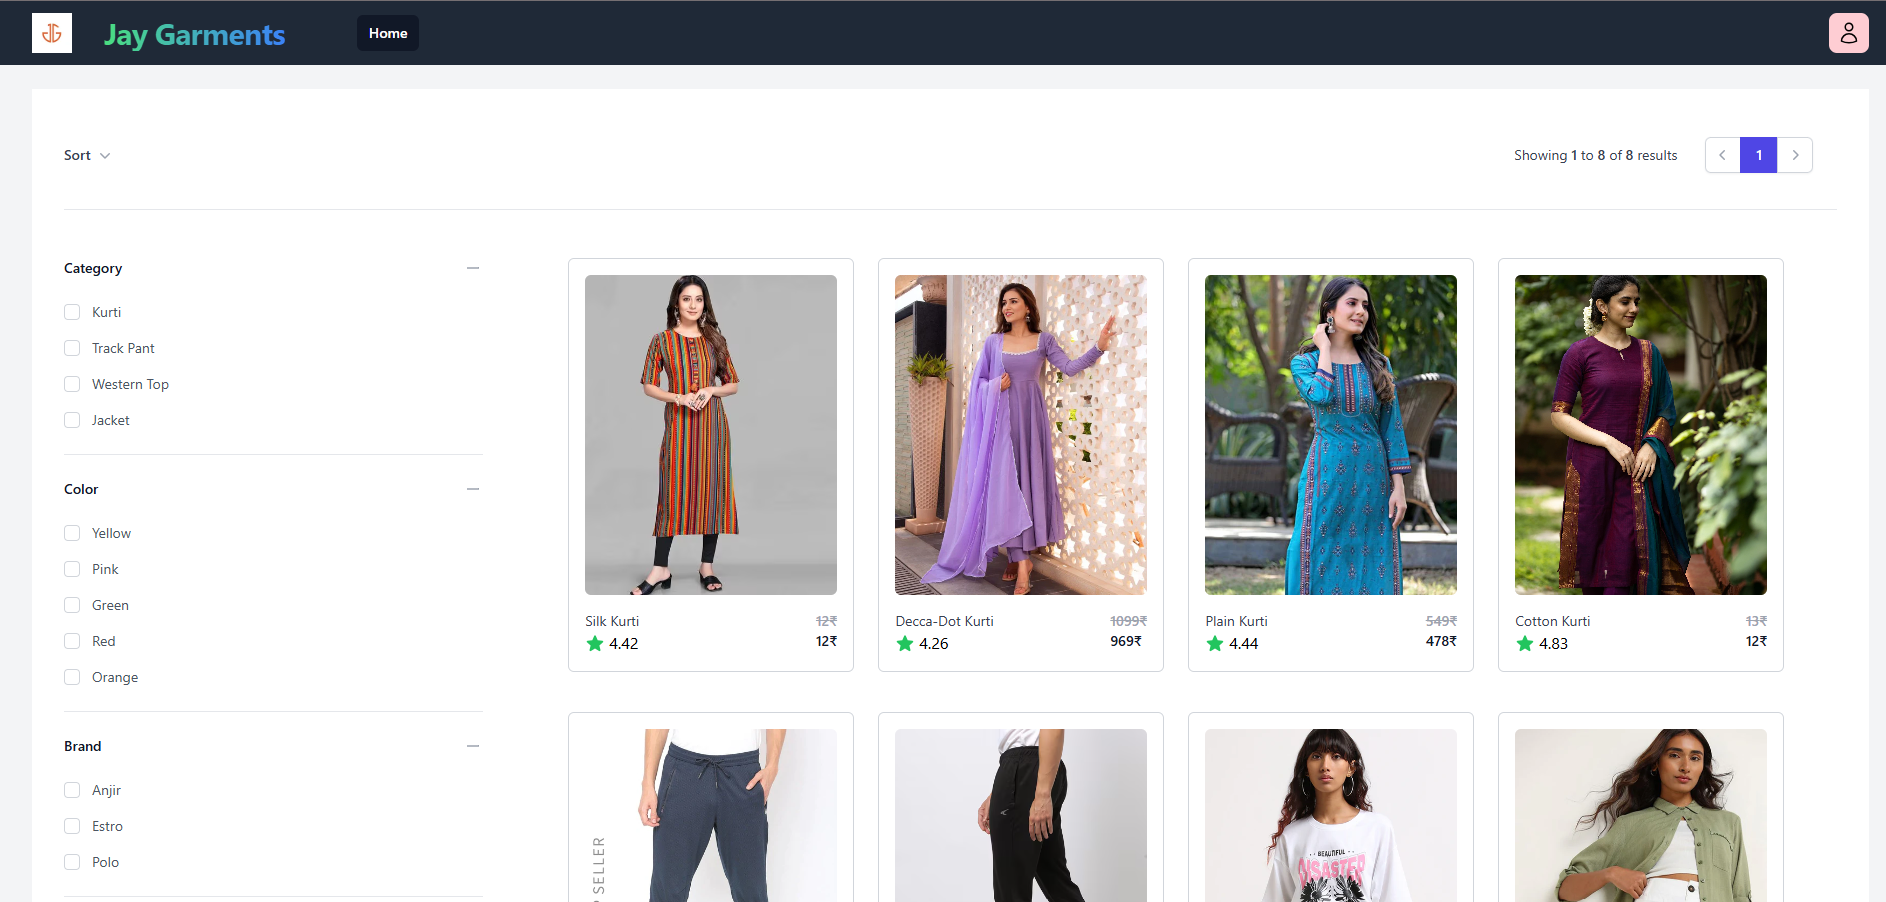 Jay Garments
Home
Sort
Showing 1 to 8 of 8 results
1
Category
Kurti
Track Pant
Western Top
Jacket
Color
Yellow
Pink
Green
Red
Orange
Brand
Anjir
Estro
Polo
Silk Kurti
12₹
4.42
12₹
Decca-Dot Kurti
1099₹
4.26
969₹
Plain Kurti
549₹
4.44
478₹
Cotton Kurti
13₹
4.83
12₹
SELLER
BEAUTIFUL
DISASTER